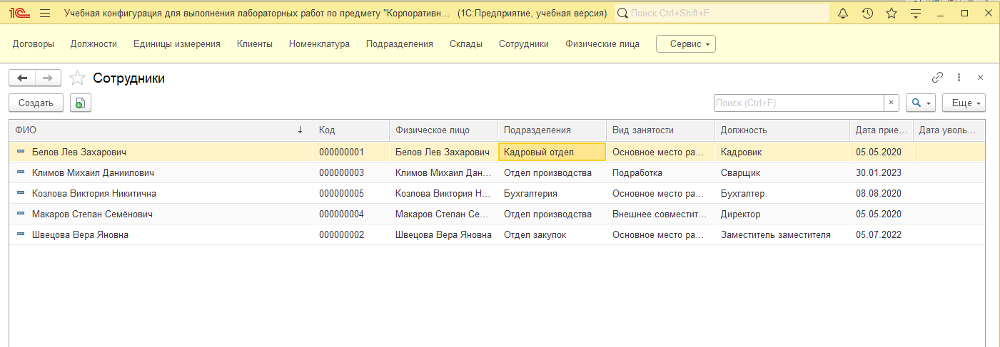 1С Учебная конфигурация для выполнения лабораторных работ по предмету "Корпоративн... (1С:Предприятие, учебная версия) Поиск Ctrl+Shift+F
Договоры Должности Единицы измерения Клиенты Номенклатура Подразделения Склады Сотрудники Физические лица Сервис
Сотрудники
Создать Поиск (Ctrl+F) × Еще
ФИО ↓ Код Физическое лицо Подразделения Вид занятости Должность Дата прие... Дата уволь...
Белов Лев Захарович 000000001 Белов Лев Захарович Кадровый отдел Основное место ра... Кадровик 05.05.2020
Климов Михаил Даниилович 000000003 Климов Михаил Дан... Отдел производства Подработка Сварщик 30.01.2023
Козлова Виктория Никитична 000000005 Козлова Виктория Н... Бухгалтерия Основное место ра... Бухгалтер 08.08.2020
Макаров Степан Семёнович 000000004 Макаров Степан Се... Отдел производства Внешнее совместит... Директор 05.05.2020
Швецова Вера Яновна 000000002 Швецова Вера Яновна Отдел закупок Основное место ра... Заместитель заместителя 05.07.2022